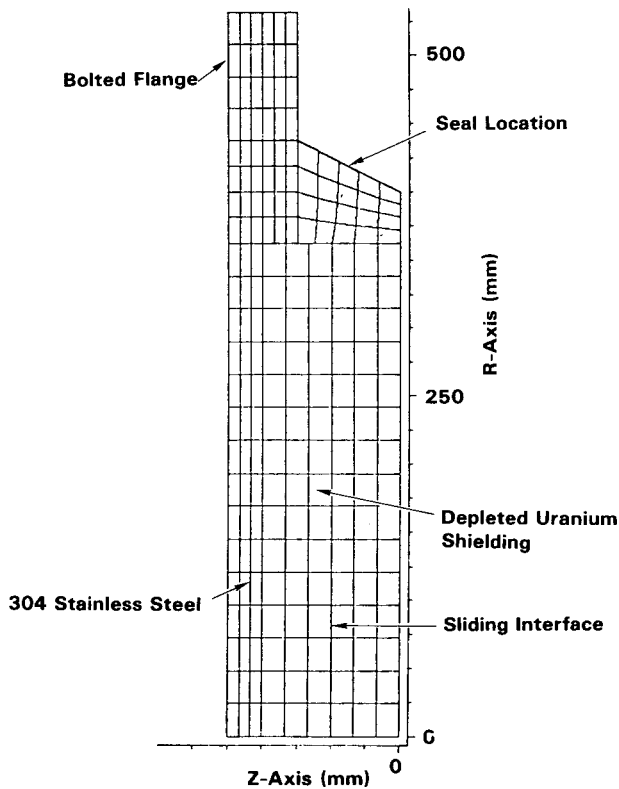 500
Bolted Flange
Seal Location
R-Axis (mm)
250
Depleted Uranium
Shielding
304 Stainless Steel
Sliding Interface
0
0
Z-Axis (mm)